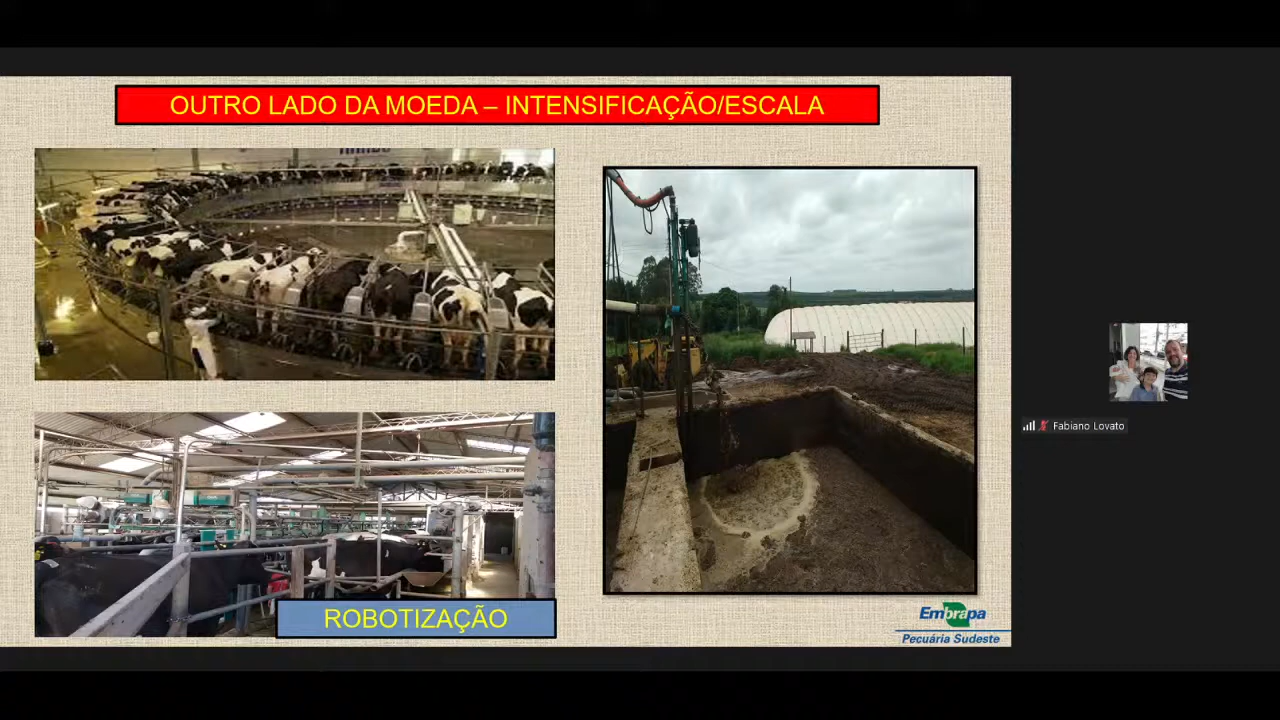 OUTRO LADO DA MOEDA – INTENSIFICAÇÃO/ESCALA
ROBOTIZAÇÃO
Embrapa
Pecuária Sudeste
Fabiano Lovato